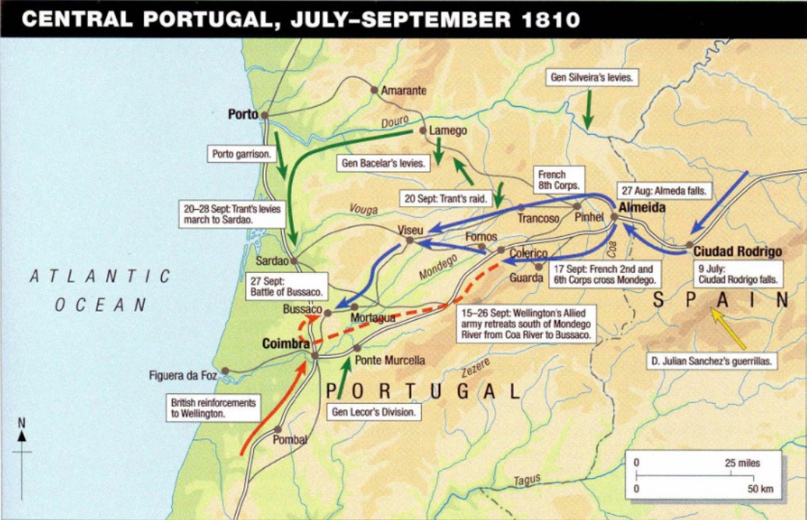 CENTRAL PORTUGAL, JULY–SEPTEMBER 1810
Gen Silveira's levies.
Amarante
Porto
Douro
Lamego
Porto garrison.
Gen Bacelar's levies.
French
8th Corps.
27 Aug: Almeda falls.
20 Sept: Trant's raid.
20–28 Sept: Trant's levies
march to Sardao.
Vouga
Trancoso
Pinhel
Almeida
Viseu
Fornos
Coa
Ciudad Rodrigo
Sardao
Mondego
Colerico
Guarda
17 Sept: French 2nd and
6th Corps cross Mondego.
9 July:
Ciudad Rodrigo falls.
ATLANTIC
OCEAN
27 Sept:
Battle of Bussaco.
SPAIN
Bussaco
Mortagua
15–26 Sept: Wellington's Allied
army retreats south of Mondego
River from Coa River to Bussaco.
Coimbra
Ponte Murcella
D. Julian Sanchez's guerrillas.
Figuera da Foz
Zezere
PORTUGAL
British reinforcements
to Wellington.
Gen Lecor's Division.
N
Pombal
0 25 miles
0 50 km
Tagus